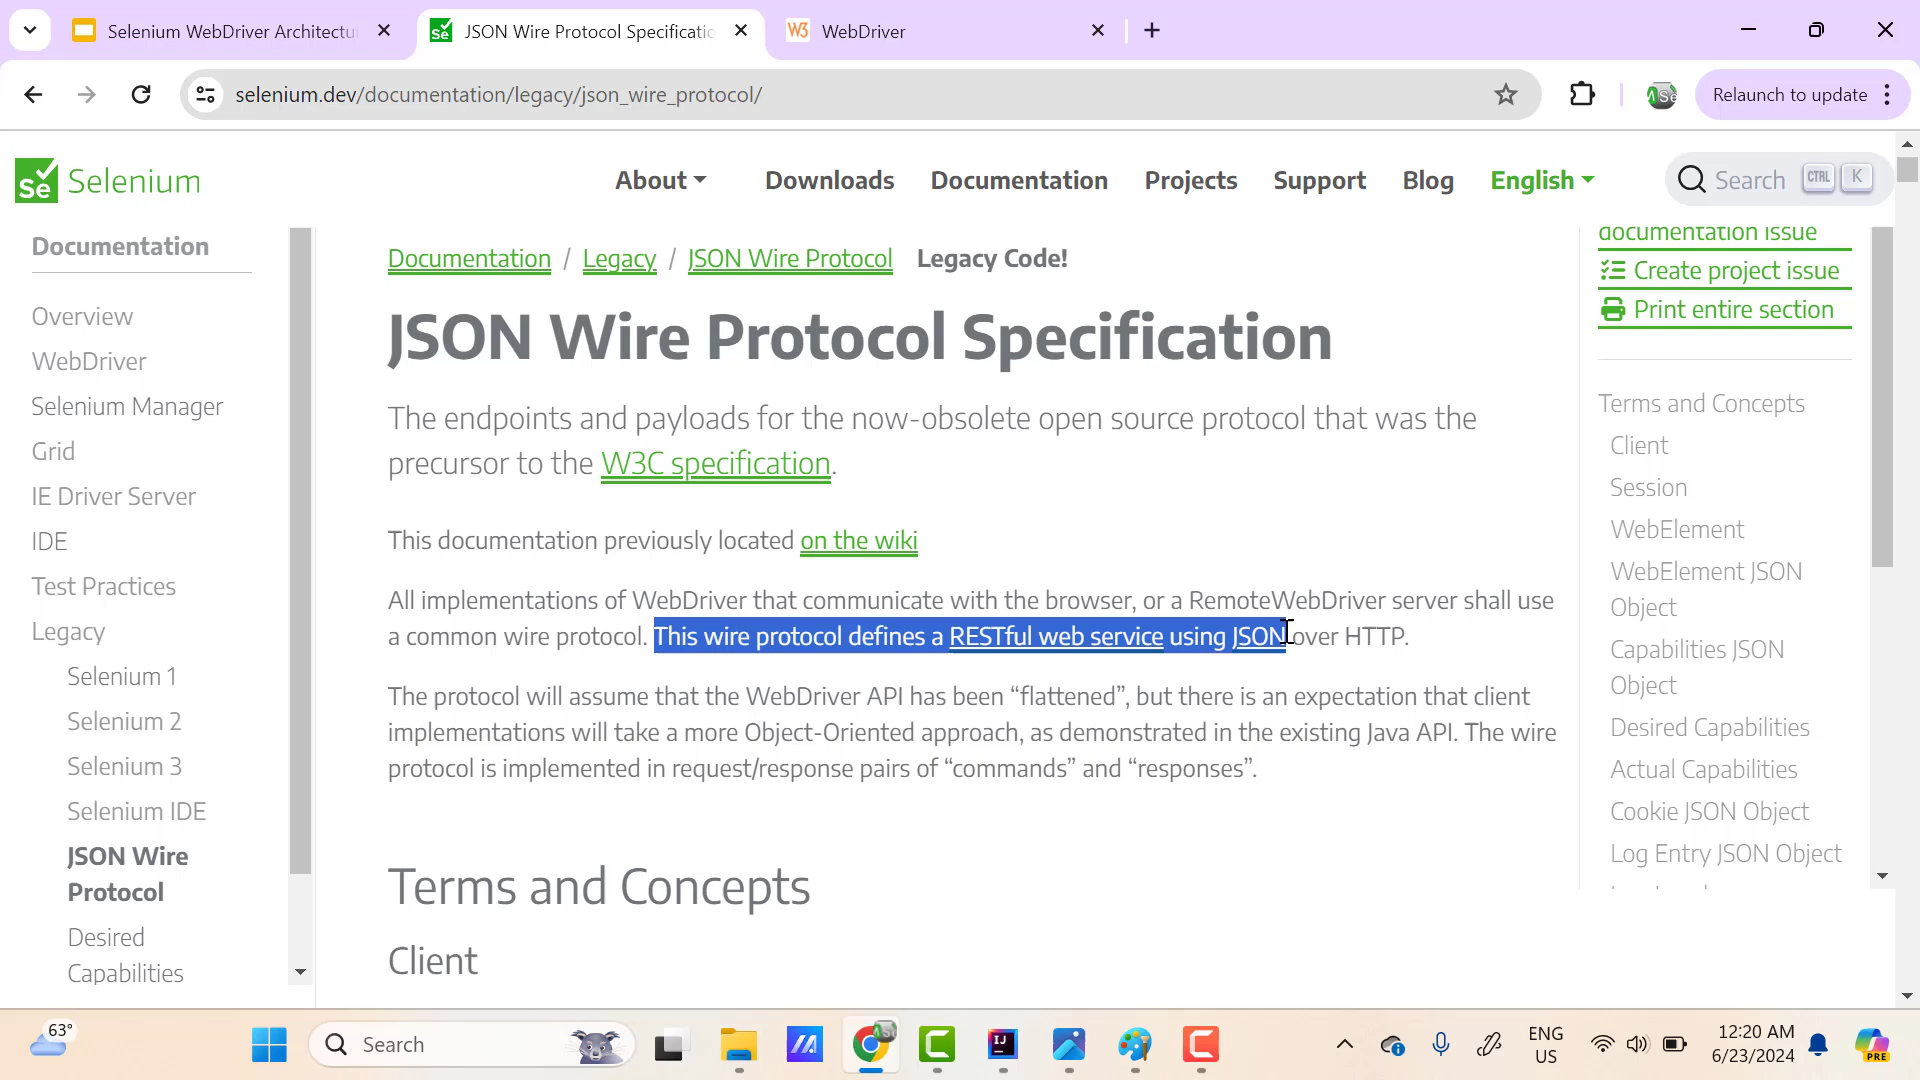 Selenium WebDriver Architectu
JSON Wire Protocol Specificatio
WebDriver
selenium.dev/documentation/legacy/json_wire_protocol/
Relaunch to update
Selenium
About
Downloads
Documentation
Projects
Support
Blog
English
Search CTRL K
Documentation
Overview
WebDriver
Selenium Manager
Grid
IE Driver Server
IDE
Test Practices
Legacy
Selenium 1
Selenium 2
Selenium 3
Selenium IDE
JSON Wire
Protocol
Desired
Capabilities
Documentation / Legacy / JSON Wire Protocol Legacy Code!
JSON Wire Protocol Specification
The endpoints and payloads for the now-obsolete open source protocol that was the
precursor to the W3C specification.
This documentation previously located on the wiki
All implementations of WebDriver that communicate with the browser, or a RemoteWebDriver server shall use
a common wire protocol. This wire protocol defines a RESTful web service using JSON over HTTP.
The protocol will assume that the WebDriver API has been “flattened”, but there is an expectation that client
implementations will take a more Object-Oriented approach, as demonstrated in the existing Java API. The wire
protocol is implemented in request/response pairs of “commands” and “responses”.
Terms and Concepts
Client
documentation issue
Create project issue
Print entire section
Terms and Concepts
Client
Session
WebElement
WebElement JSON
Object
Capabilities JSON
Object
Desired Capabilities
Actual Capabilities
Cookie JSON Object
Log Entry JSON Object
63°
Search
ENG
US
12:20 AM
6/23/2024
PRE